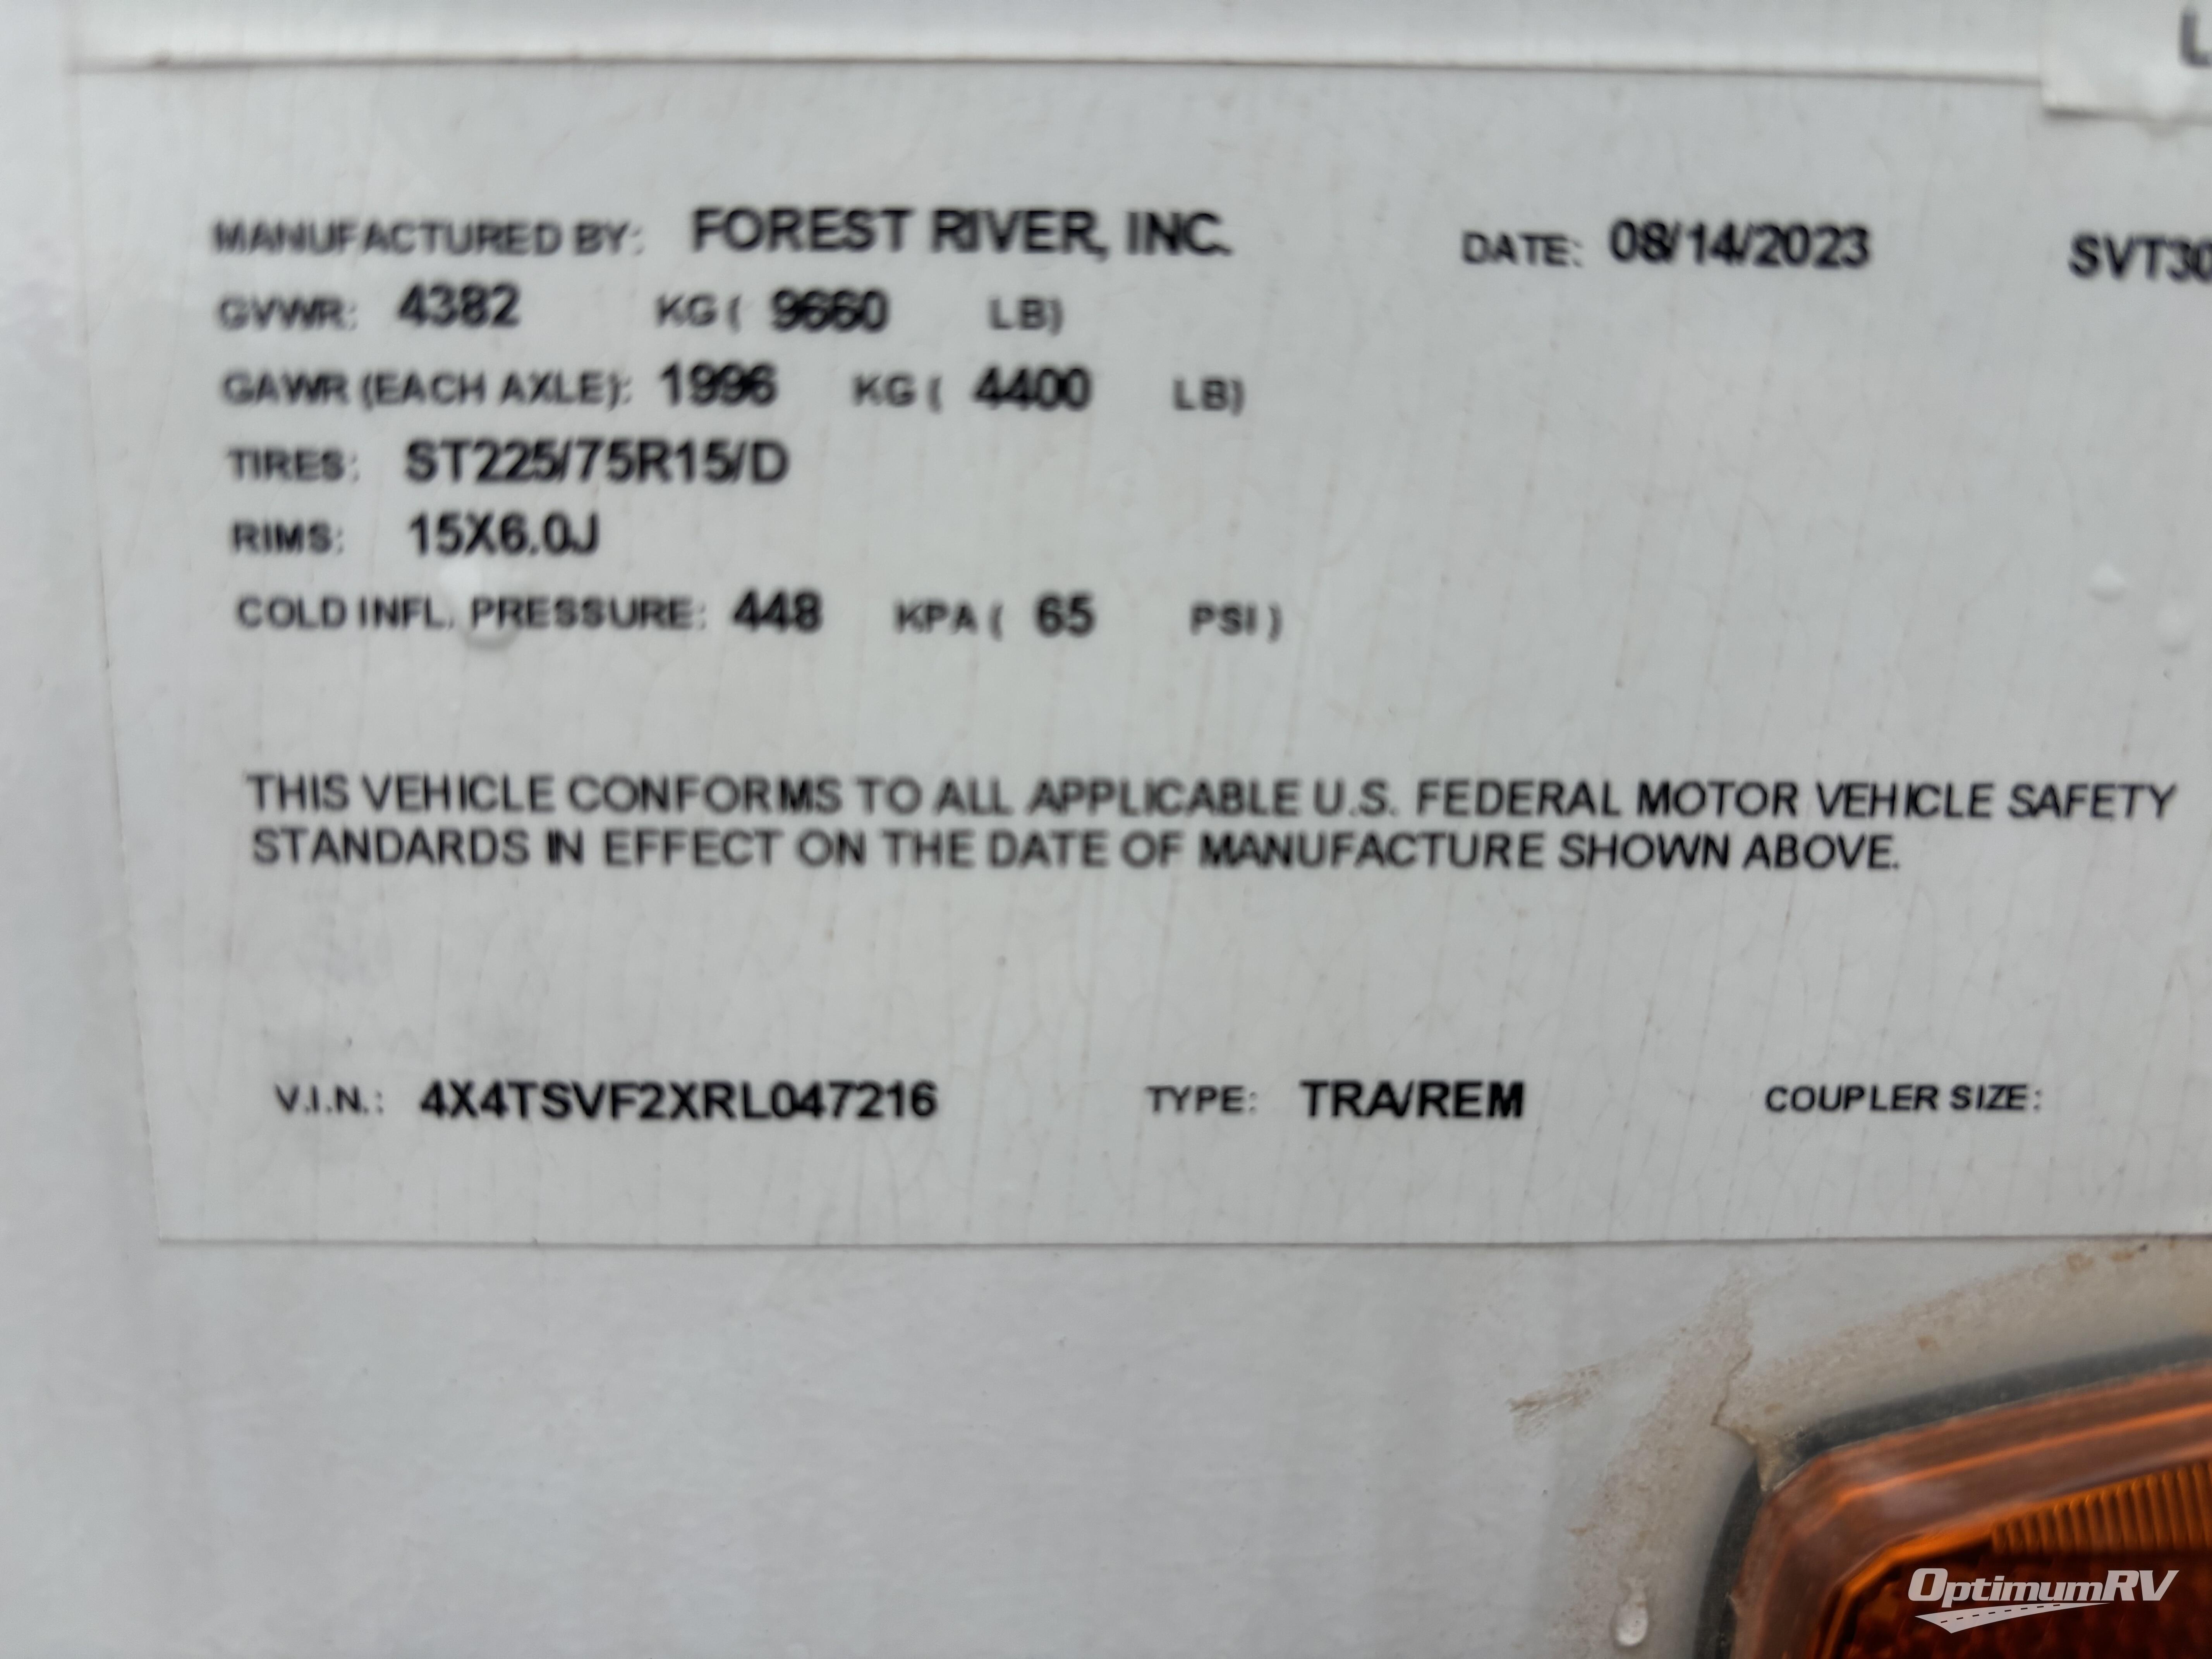 L
MANUFACTURED BY: FOREST RIVER, INC. DATE: 08/14/2023 SVT30
GVWR: 4382 KG ( 9660 LB)
GAWR (EACH AXLE): 1996 KG ( 4400 LB)
TIRES: ST225/75R15/D
RIMS: 15X6.0J
COLD INFL. PRESSURE: 448 KPA ( 65 PSI )
THIS VEHICLE CONFORMS TO ALL APPLICABLE U.S. FEDERAL MOTOR VEHICLE SAFETY
STANDARDS IN EFFECT ON THE DATE OF MANUFACTURE SHOWN ABOVE.
V.I.N.: 4X4TSVF2XRL047216 TYPE: TRA/REM COUPLER SIZE:
OptimumRV